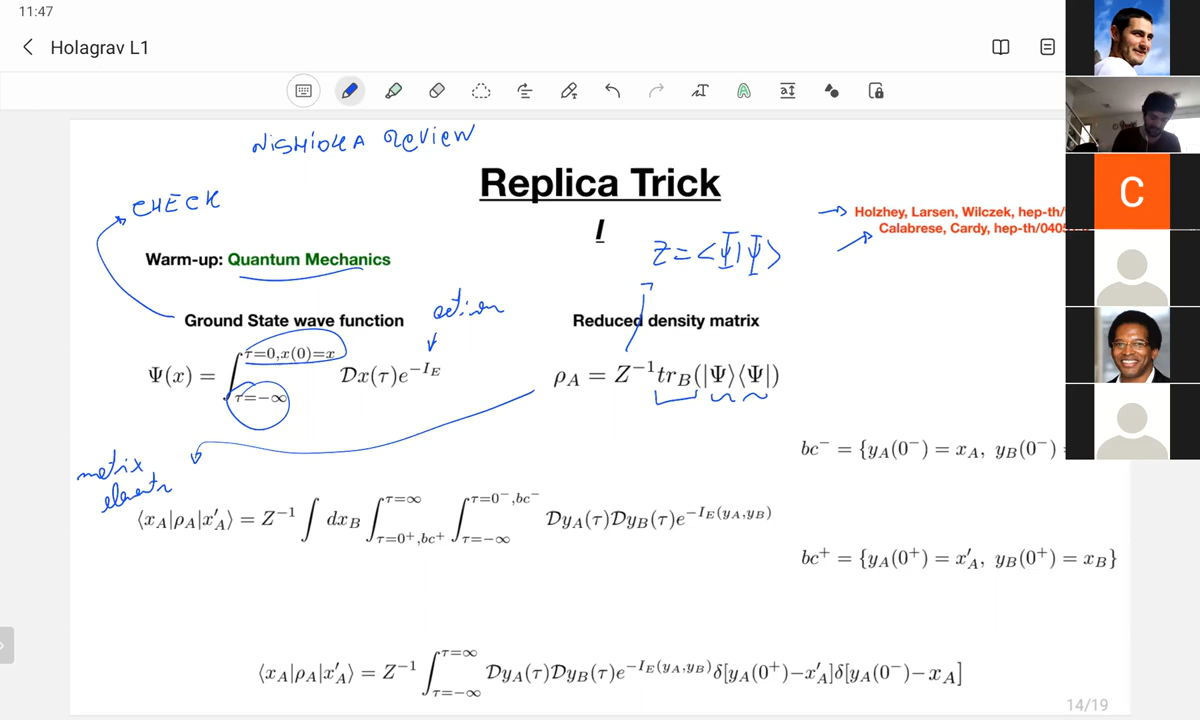 11:47
Holagrav L1
NISHIOKA REVIEW
Replica Trick
I
CHECK
Holzhey, Larsen, Wilczek, hep-th/
Calabrese, Cardy, hep-th/040
Z = <Ψ|Ψ>
Warm-up: Quantum Mechanics
action
Ground State wave function
Reduced density matrix
Ψ(x) = ∫_{τ=−∞}^{τ=0,x(0)=x} Dx(τ)e^{−I_E}
ρ_A = Z^{−1}tr_B(|Ψ⟩⟨Ψ|)
bc^− = {y_A(0^−) = x_A, y_B(0^−) =
metrix
elements
⟨x_A|ρ_A|x'_A⟩ = Z^{−1} ∫ dx_B ∫_{τ=0^+,bc^+}^{τ=∞} ∫_{τ=−∞}^{τ=0^−,bc^−} Dy_A(τ)Dy_B(τ)e^{−I_E(y_A,y_B)}
bc^+ = {y_A(0^+) = x'_A, y_B(0^+) = x_B}
⟨x_A|ρ_A|x'_A⟩ = Z^{−1} ∫_{τ=−∞}^{τ=∞} Dy_A(τ)Dy_B(τ)e^{−I_E(y_A,y_B)}δ[y_A(0^+)−x'_A]δ[y_A(0^−)−x_A]
14/19
C